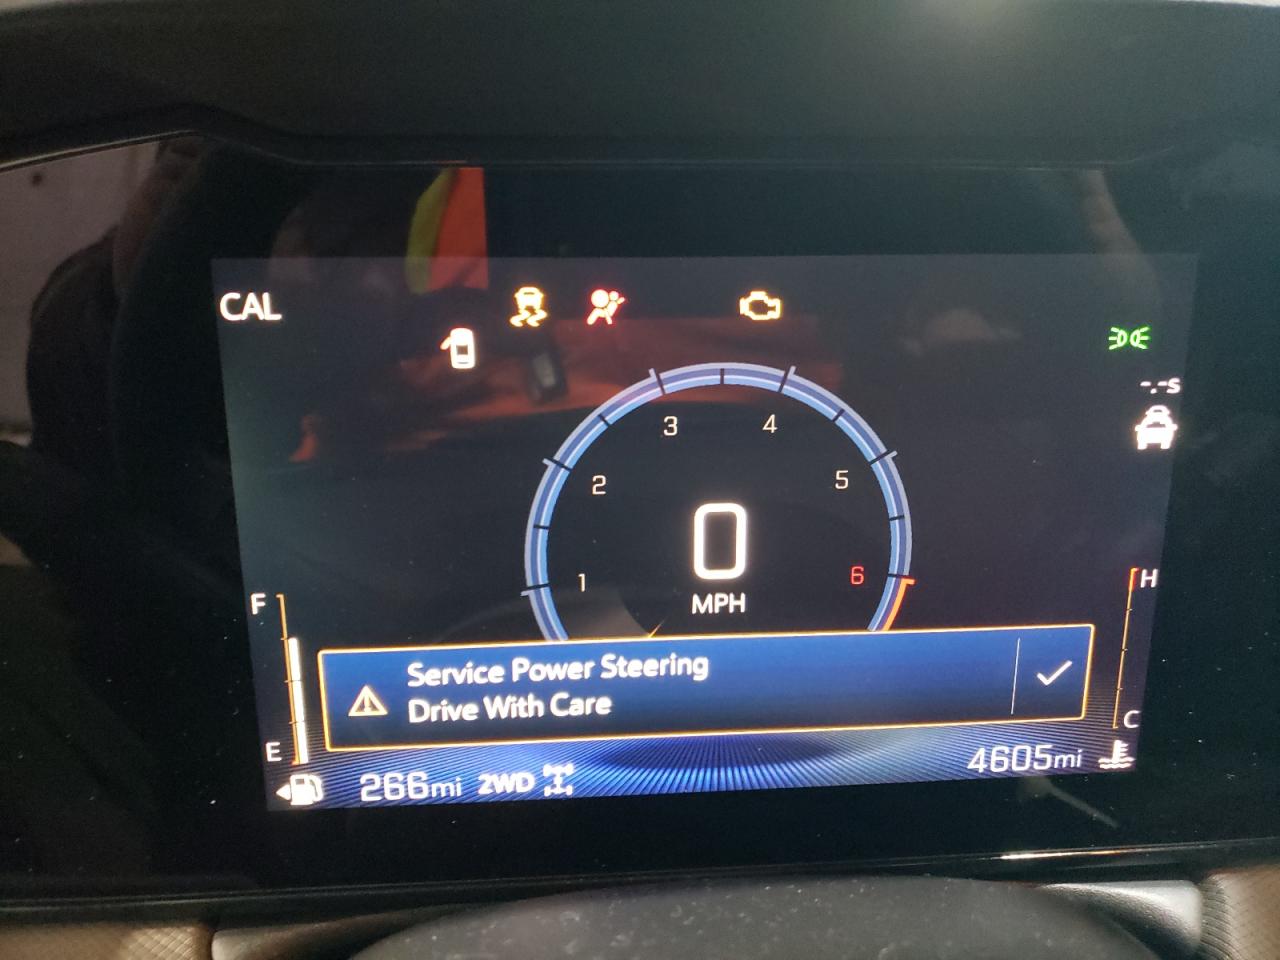 CAL
-.-s
3
4
2
5
1
6
0
MPH
F
H
Service Power Steering
Drive With Care
E
C
266mi
2WD
4605mi